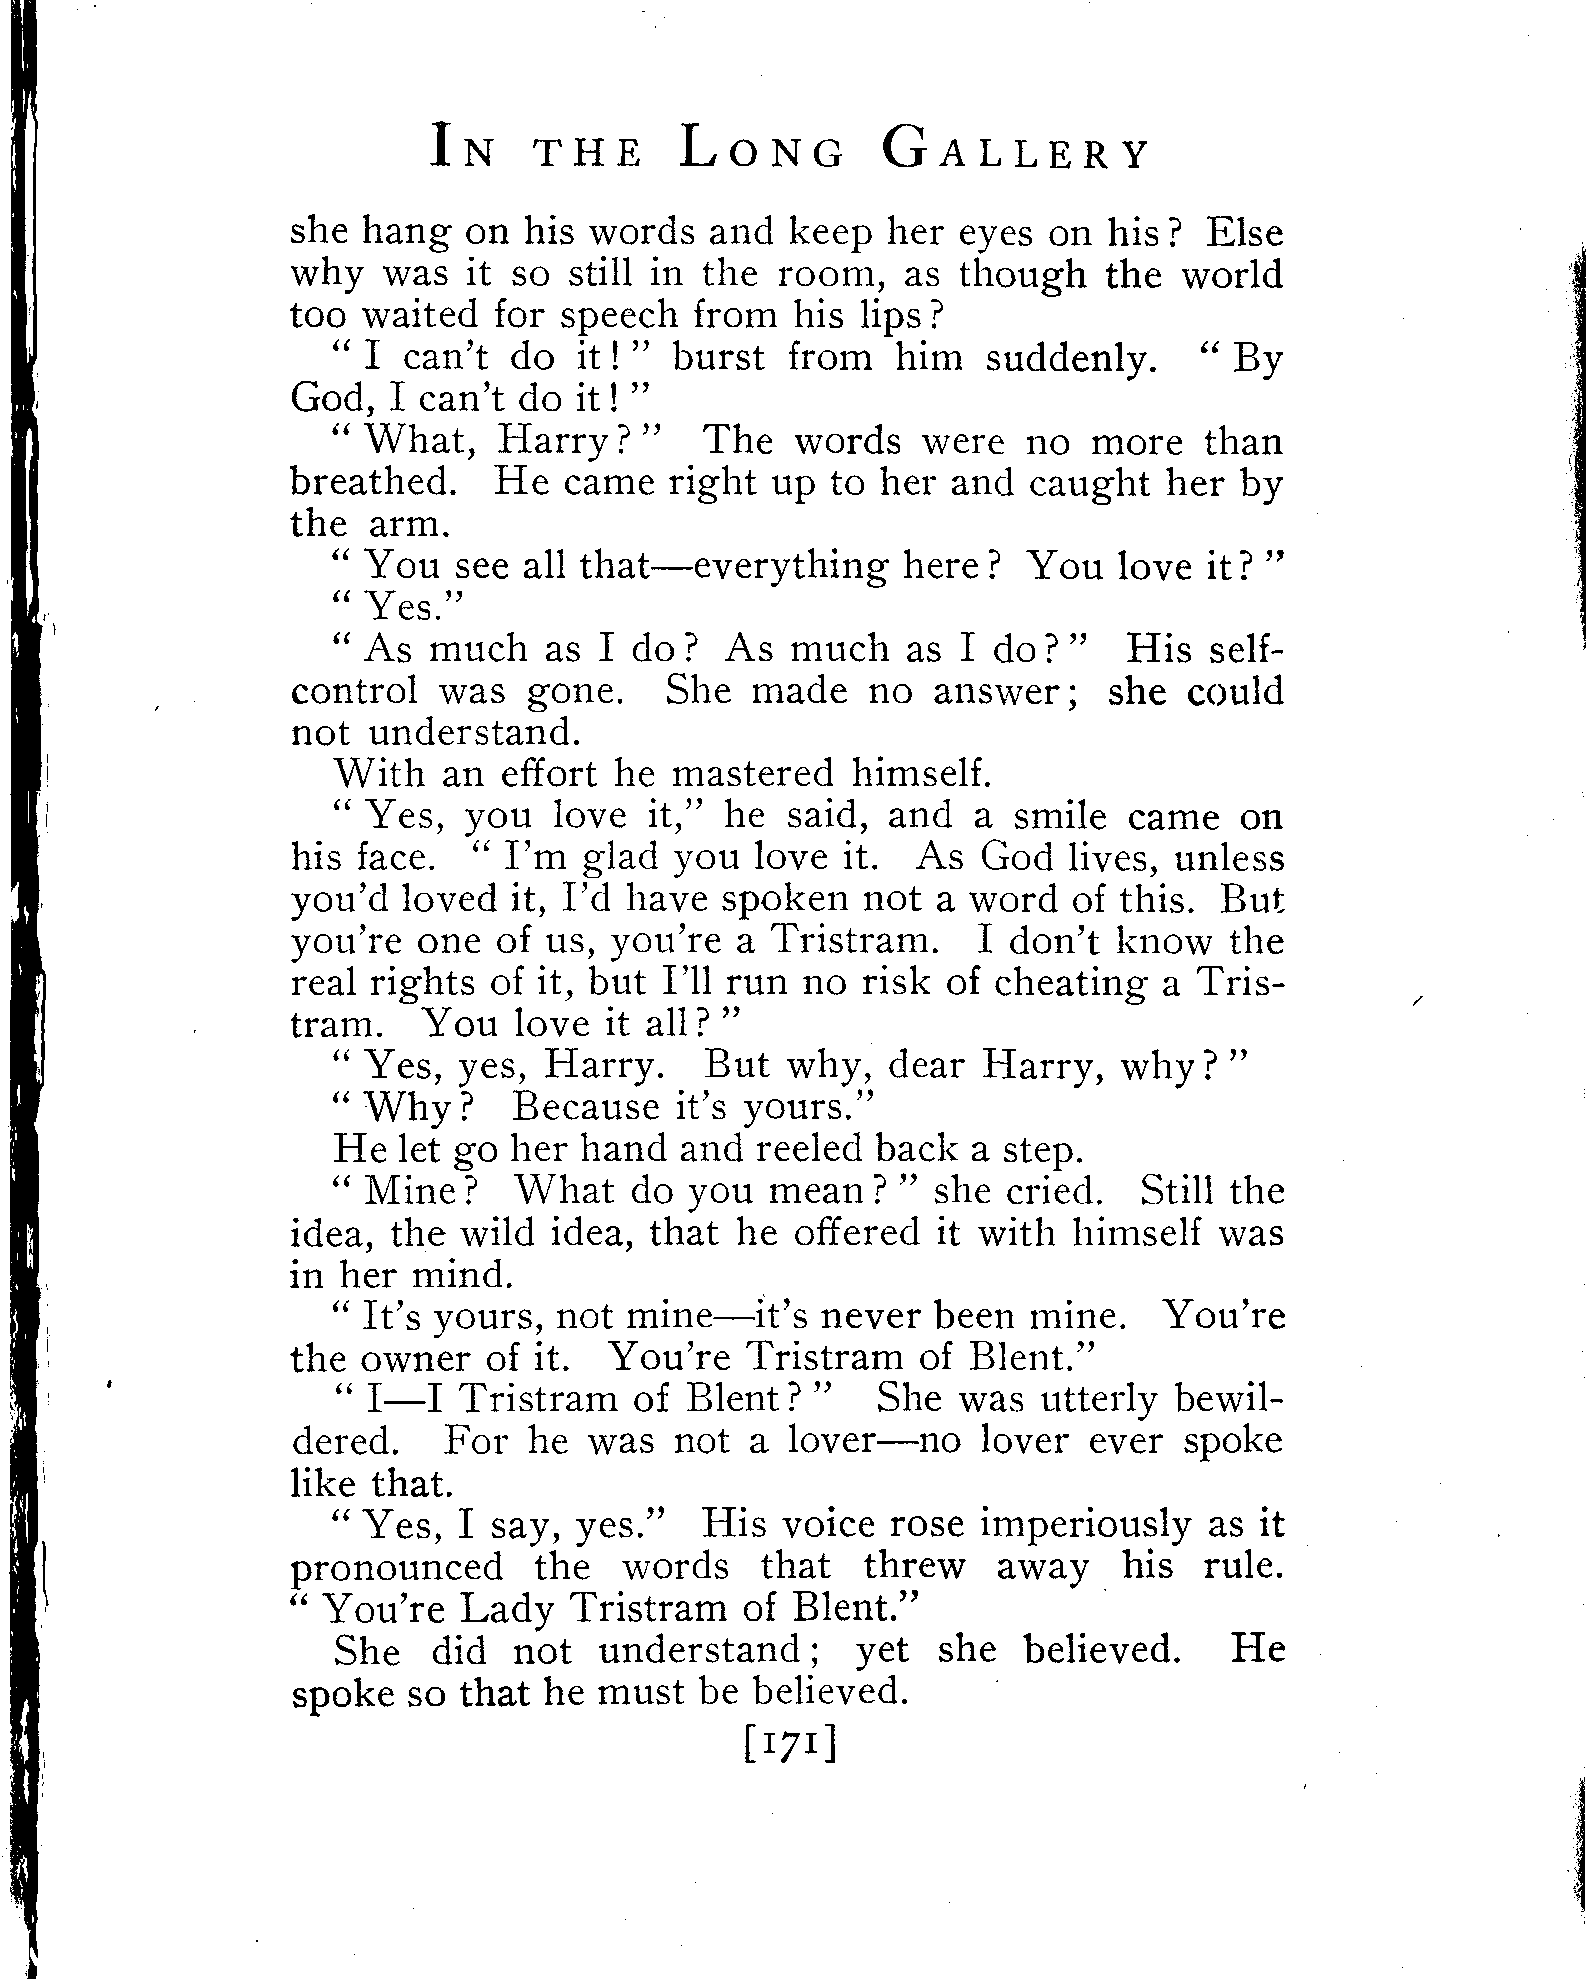 IN THE LONG GALLERY
she hang on his words and keep her eyes on his? Else
why was it so still in the room, as though the world
too waited for speech from his lips?
“ I can't do it! ” burst from him suddenly. “ By
God, I can't do it! ”
“ What, Harry? ” The words were no more than
breathed. He came right up to her and caught her by
the arm.
“ You see all that—everything here? You love it? ”
“ Yes.”
“ As much as I do? As much as I do? ” His self-
control was gone. She made no answer; she could
not understand.
With an effort he mastered himself.
“ Yes, you love it,” he said, and a smile came on
his face. “ I'm glad you love it. As God lives, unless
you'd loved it, I'd have spoken not a word of this. But
you're one of us, you're a Tristram. I don't know the
real rights of it, but I'll run no risk of cheating a Tris-
tram. You love it all? ”
“ Yes, yes, Harry. But why, dear Harry, why? ”
“ Why? Because it's yours.”
He let go her hand and reeled back a step.
“ Mine? What do you mean? ” she cried. Still the
idea, the wild idea, that he offered it with himself was
in her mind.
“ It's yours, not mine—it's never been mine. You're
the owner of it. You're Tristram of Blent.”
“ I—I Tristram of Blent? ” She was utterly bewil-
dered. For he was not a lover—no lover ever spoke
like that.
“ Yes, I say, yes.” His voice rose imperiously as it
pronounced the words that threw away his rule.
“ You're Lady Tristram of Blent.”
She did not understand; yet she believed. He
spoke so that he must be believed.
[171]